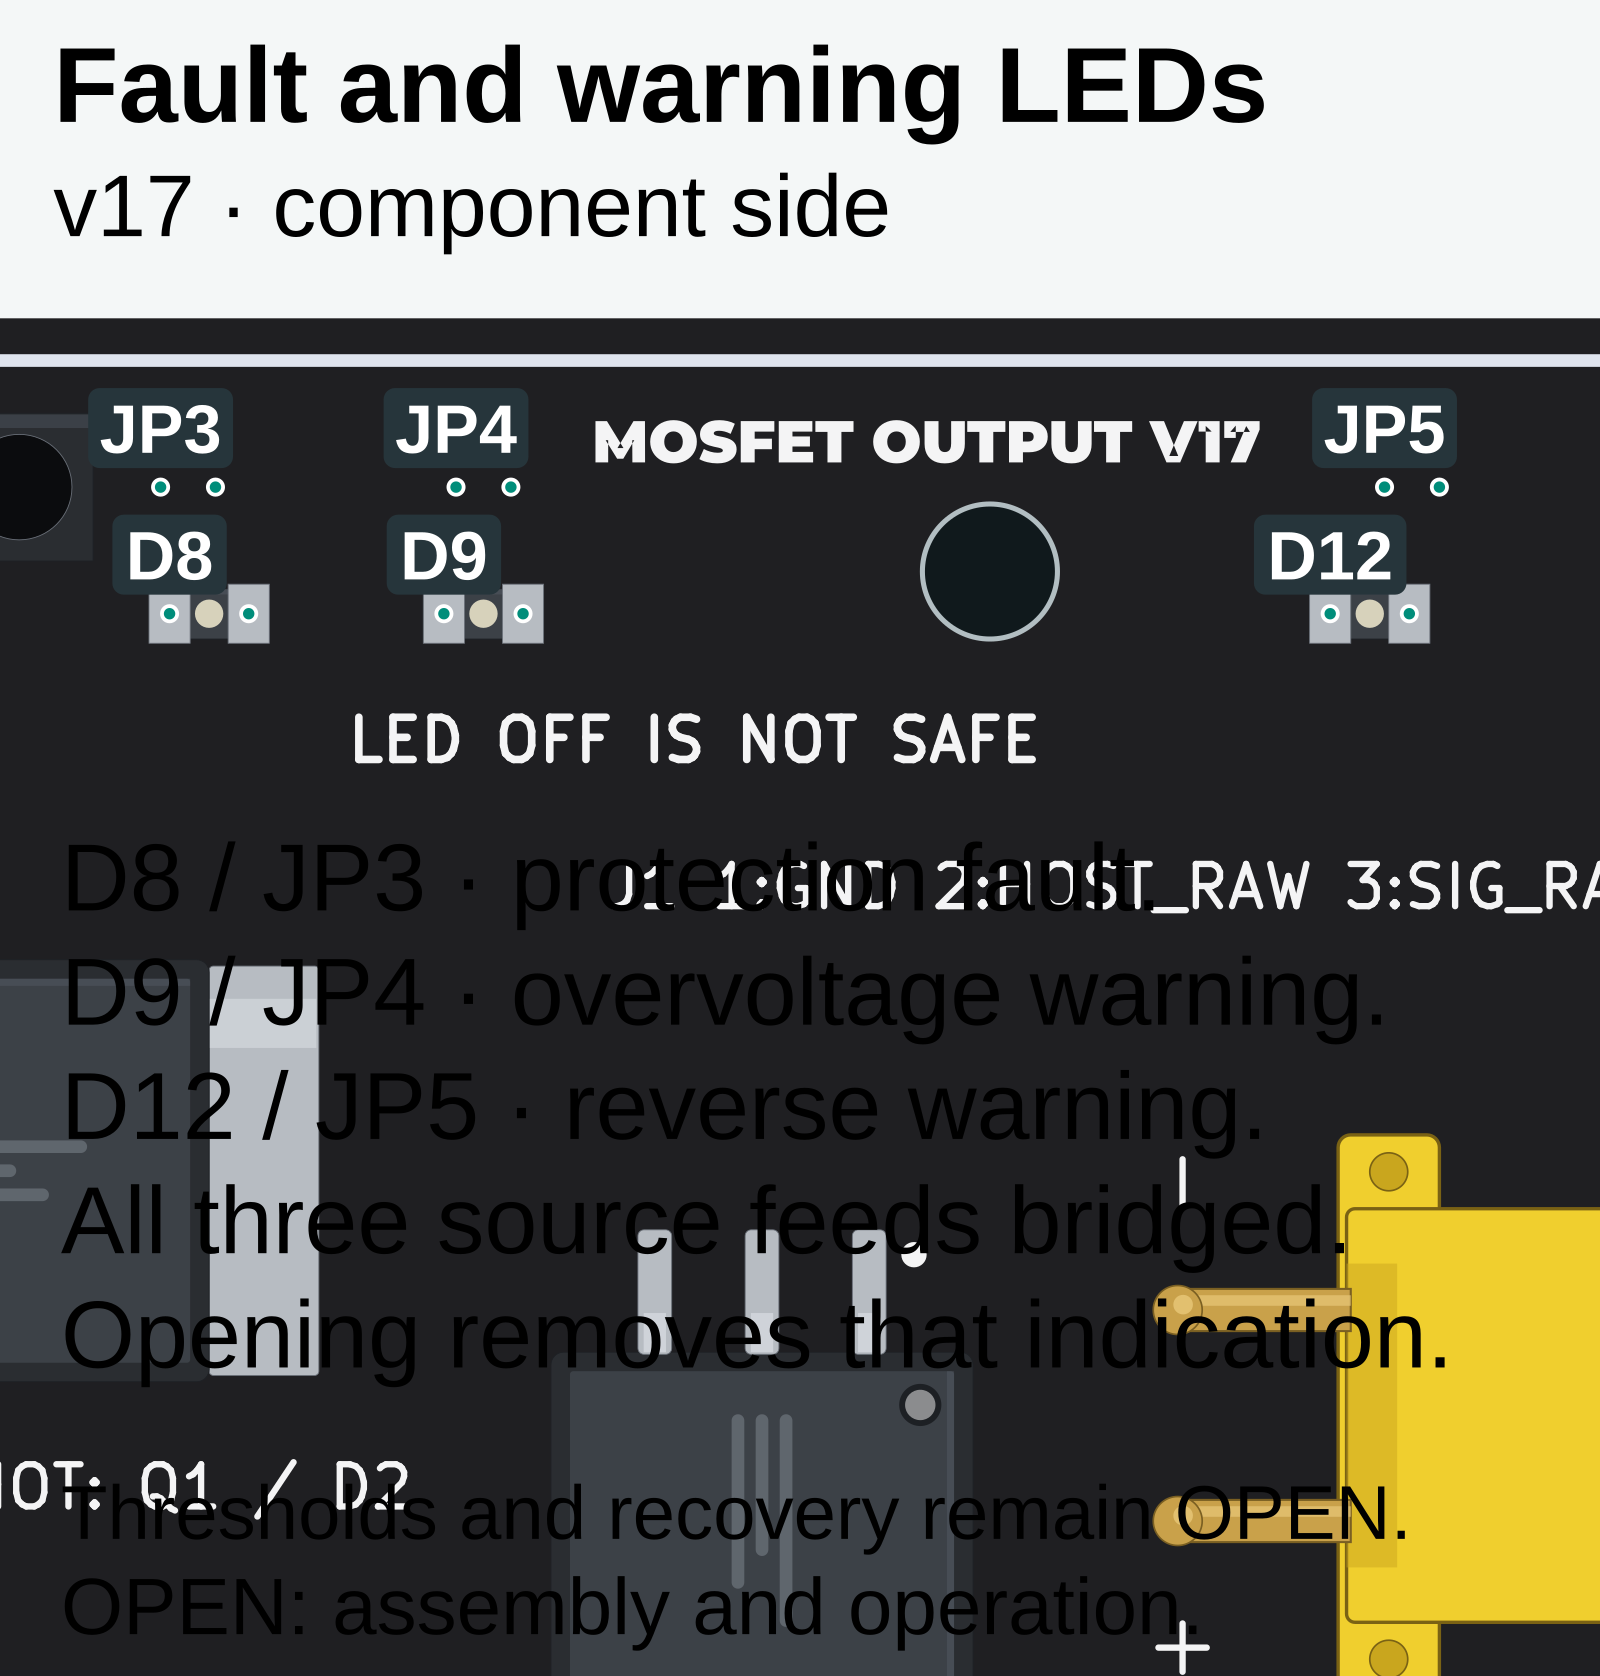 Fault and warning LEDs
v17 · component side
JP3 JP4 MOSFET OUTPUT V17 JP5
D8 D9 D12
LED OFF IS NOT SAFE
D8 / JP3 · protection fault.
J1 1:GND 2:HOST_RAW 3:SIG_RA
D9 / JP4 · overvoltage warning.
D12 / JP5 · reverse warning.
All three source feeds bridged.
Opening removes that indication.
HOT: Q1 / D2
Thresholds and recovery remain OPEN.
OPEN: assembly and operation.
+